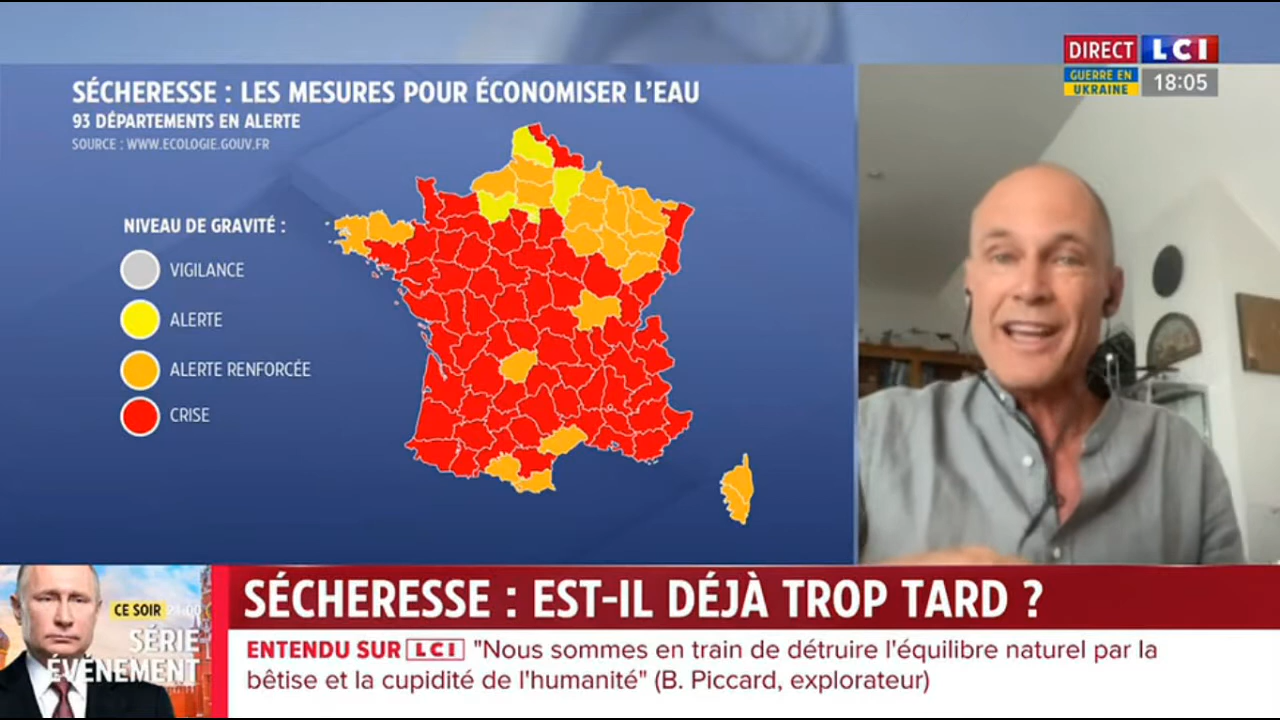 SÉCHERESSE : LES MESURES POUR ÉCONOMISER L'EAU
93 DÉPARTEMENTS EN ALERTE
SOURCE : WWW.ECOLOGIE.GOUV.FR
NIVEAU DE GRAVITÉ :
VIGILANCE
ALERTE
ALERTE RENFORCÉE
CRISE
DIRECT LCI
GUERRE EN
UKRAINE
18:05
CE SOIR 21:00
SÉRIE
ÉVÉNEMENT
SÉCHERESSE : EST-IL DÉJÀ TROP TARD ?
ENTENDU SUR LCI "Nous sommes en train de détruire l'équilibre naturel par la
bêtise et la cupidité de l'humanité" (B. Piccard, explorateur)